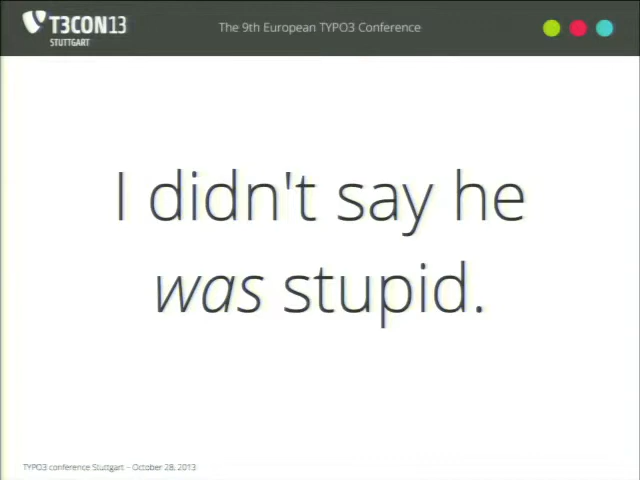 T3CON13
STUTTGART
The 9th European TYPO3 Conference
I didn't say he
was stupid.
TYPO3 conference Stuttgart – October 28, 2013